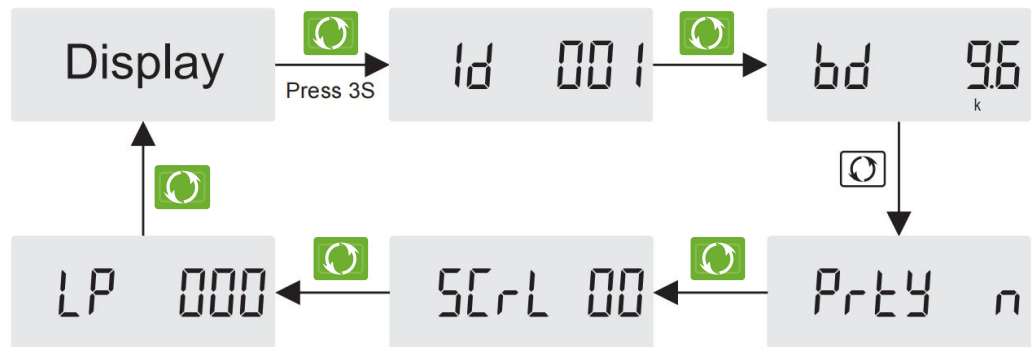 Display
Press 3S
Id 001
bd 9.6
k
LP 000
SCrL 00
PrtY n